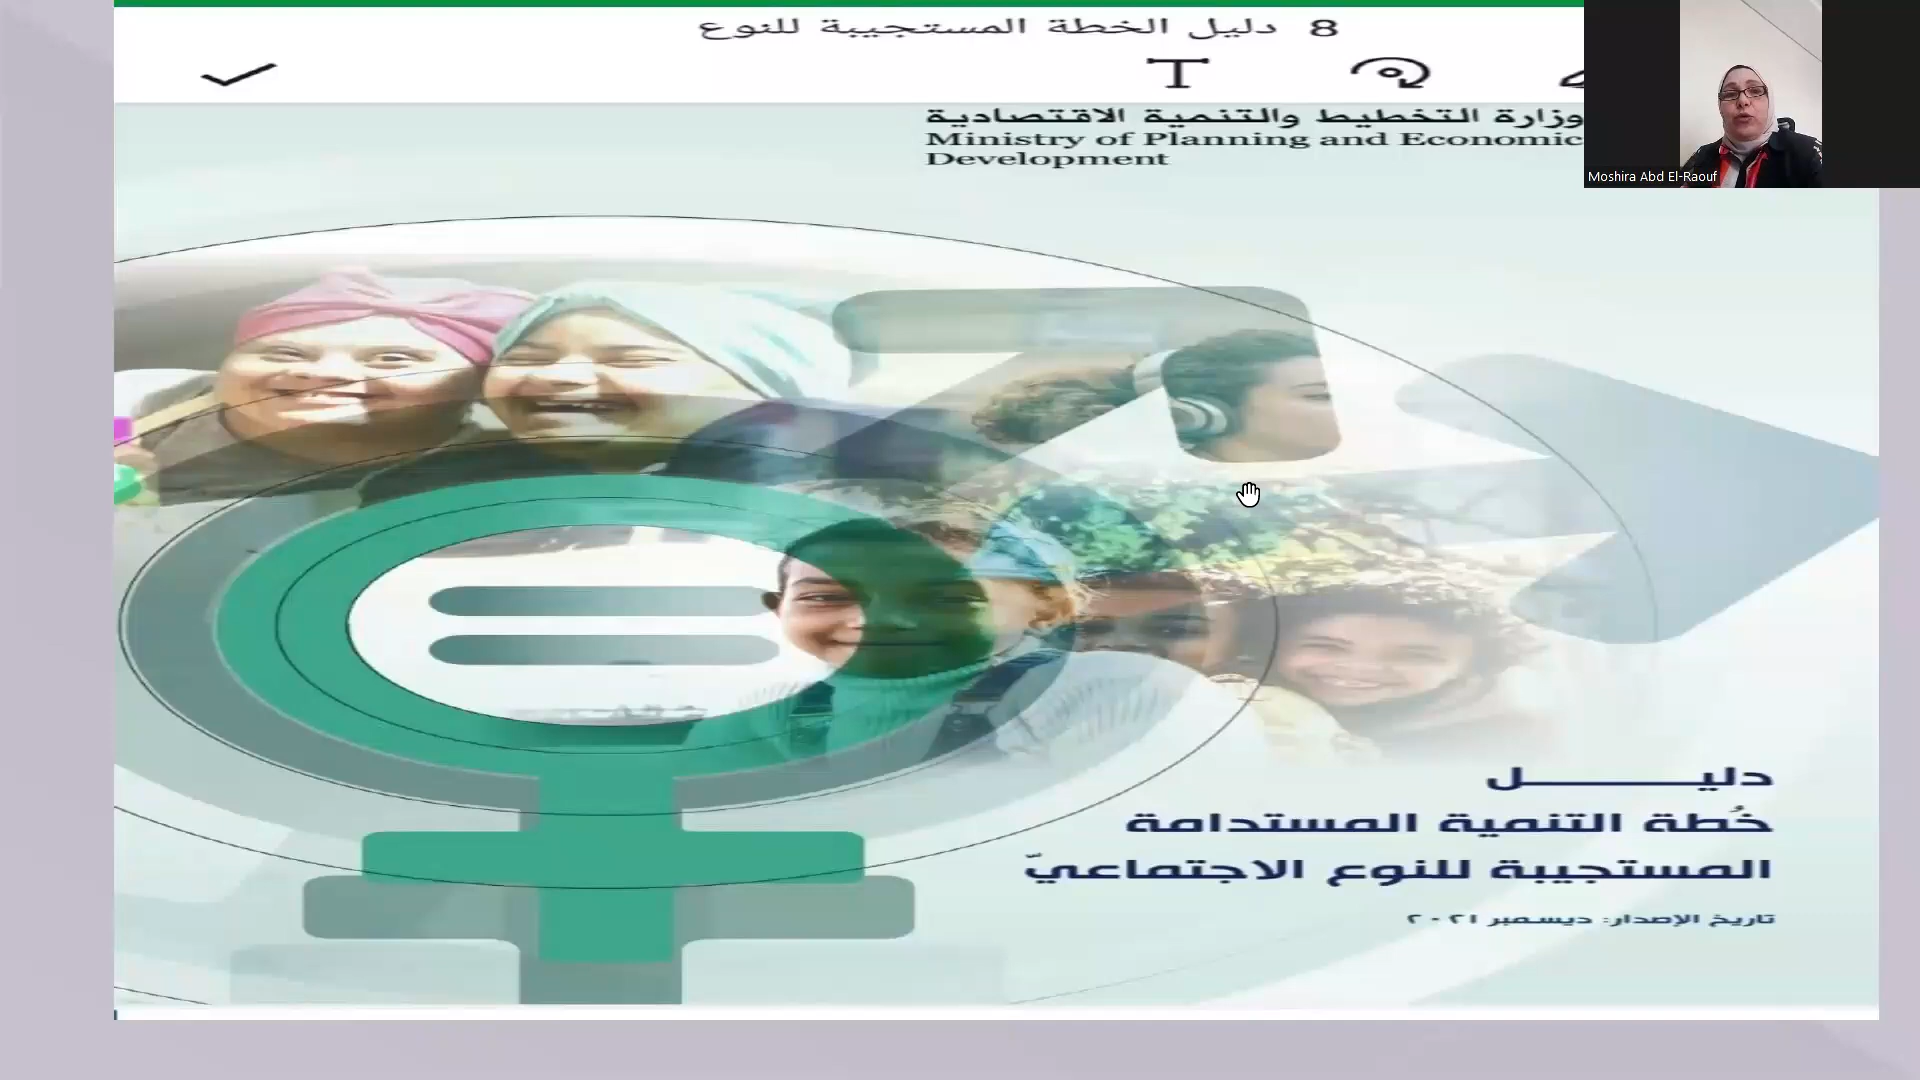 8 دليل الخطة المستجيبة للنوع
وزارة التخطيط والتنمية الاقتصادية
Ministry of Planning and Economic
Development
Moshira Abd El-Raouf
دليـــــــــل
خُطة التنمية المستدامة
المستجيبة للنوع الاجتماعيّ
تاريخ الإصدار: ديسمبر ٢٠٢١